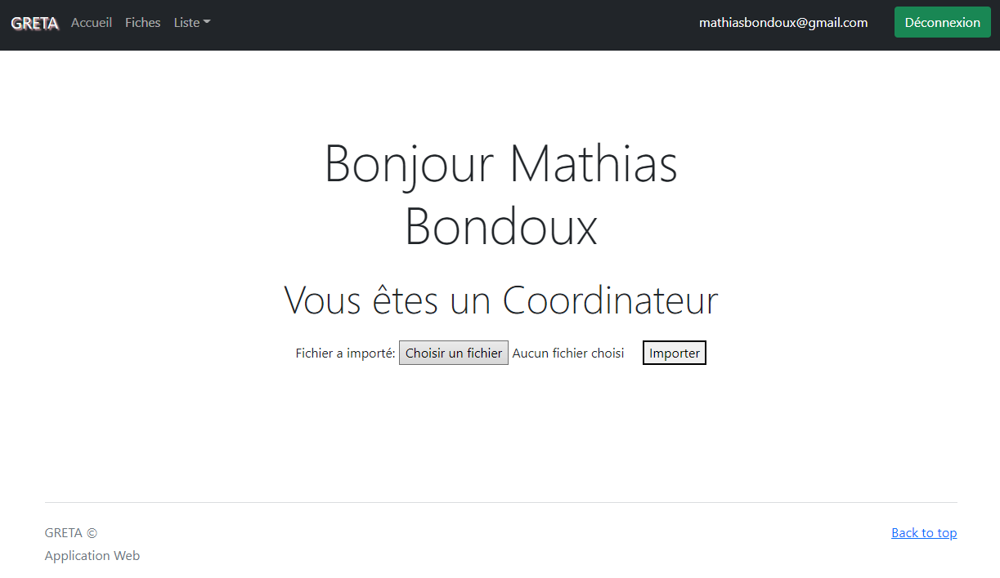 GRETA Accueil Fiches Liste mathiasbondoux@gmail.com Déconnexion
Bonjour Mathias
Bondoux
Vous êtes un Coordinateur
Fichier a importé: Choisir un fichier Aucun fichier choisi Importer
GRETA © Back to top
Application Web